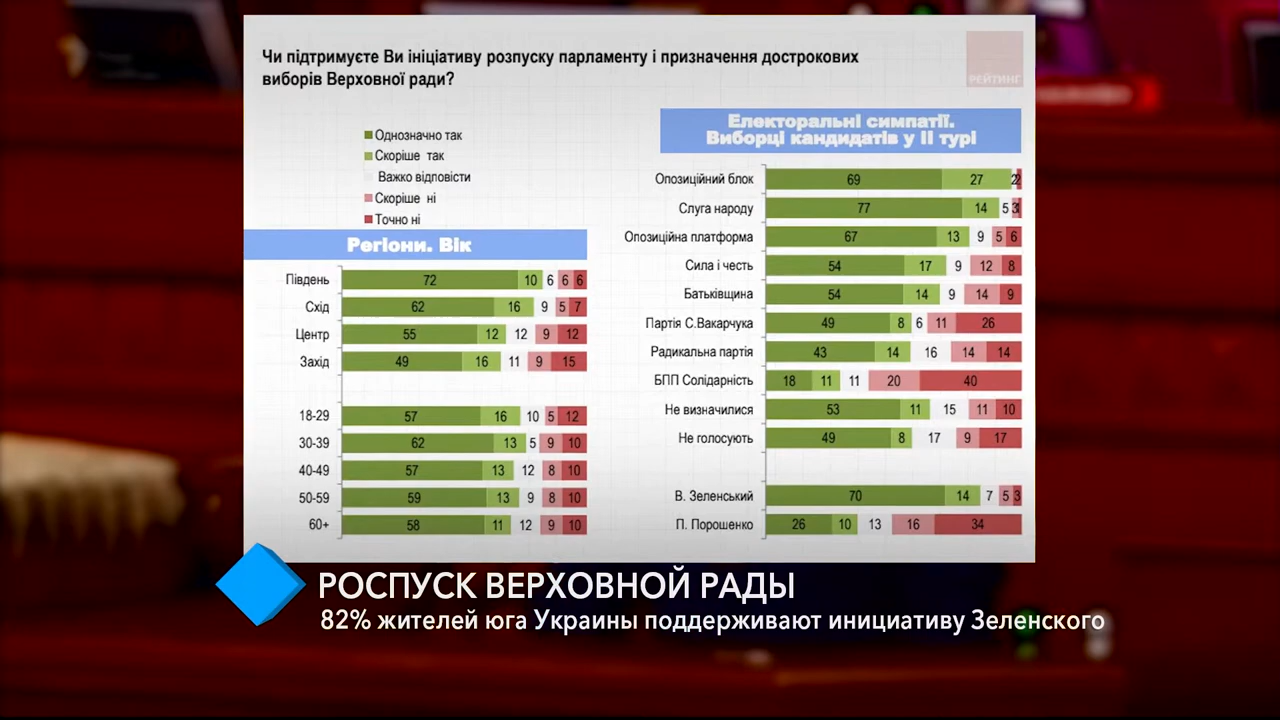 Чи підтримуєте Ви ініціативу розпуску парламенту і призначення дострокових
виборів Верховної ради?
РЕЙТИНГ
Однозначно так
Скоріше так
Важко відповісти
Скоріше ні
Точно ні
Регіони. Вік
Південь 72 10 6 6 6
Схід 62 16 9 5 7
Центр 55 12 12 9 12
Захід 49 16 11 9 15
18-29 57 16 10 5 12
30-39 62 13 5 9 10
40-49 57 13 12 8 10
50-59 59 13 9 8 10
60+ 58 11 12 9 10
Електоральні симпатії.
Виборці кандидатів у ІІ турі
Опозиційний блок 69 27 2 2
Слуга народу 77 14 5 3 1
Опозиційна платформа 67 13 9 5 6
Сила і честь 54 17 9 12 8
Батьківщина 54 14 9 14 9
Партія С.Вакарчука 49 8 6 11 26
Радикальна партія 43 14 16 14 14
БПП Солідарність 18 11 11 20 40
Не визначилися 53 11 15 11 10
Не голосують 49 8 17 9 17
В. Зеленський 70 14 7 5 3
П. Порошенко 26 10 13 16 34
РОСПУСК ВЕРХОВНОЙ РАДЫ
82% жителей юга Украины поддерживают инициативу Зеленского